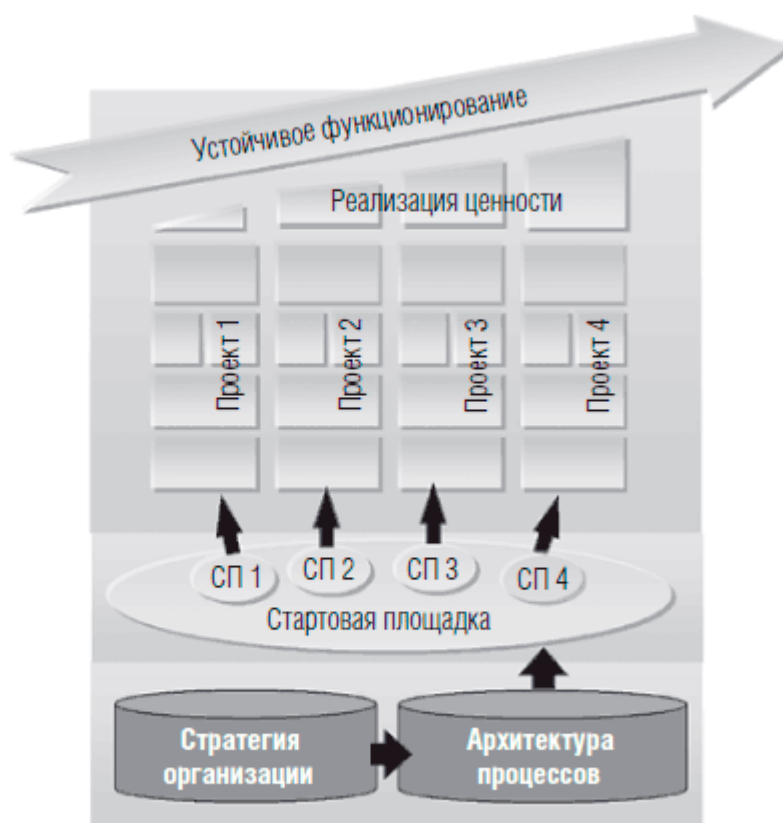 Устойчивое функционирование
Реализация ценности
Проект 1
Проект 2
Проект 3
Проект 4
СП 1
СП 2
СП 3
СП 4
Стартовая площадка
Стратегия
организации
Архитектура
процессов